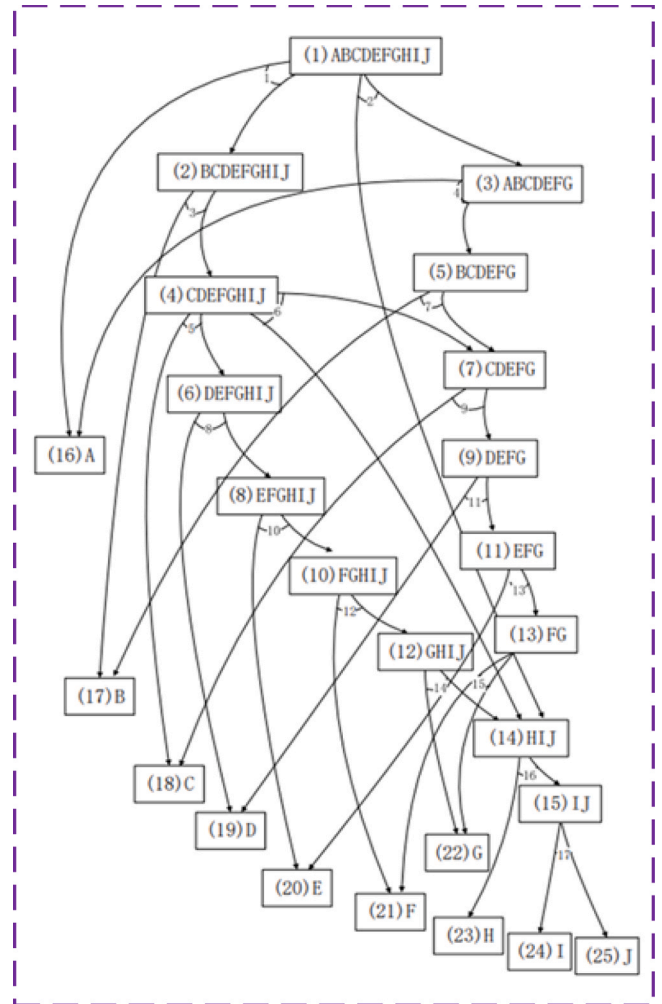 (1)ABCDEFGHIJ
1
2
(2)BCDEFGHIJ
(3)ABCDEFG
4
3
(5)BCDEFG
(4)CDEFGHIJ
7
6
5
(7)CDEFG
(6)DEFGHIJ
9
8
(16)A
(9)DEFG
(8)EFGHIJ
11
10
(11)EFG
(10)FGHIJ
13
12
(13)FG
(12)GHIJ
15
14
(17)B
(14)HIJ
16
(18)C
(15)IJ
(19)D
(22)G
17
(20)E
(21)F
(23)H
(24)I
(25)J